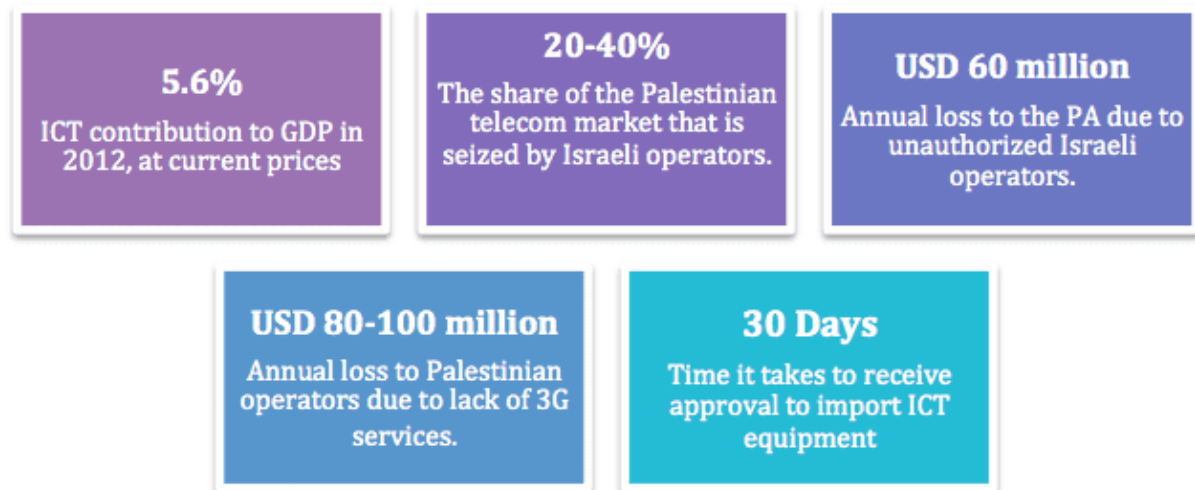 5.6%
ICT contribution to GDP in
2012, at current prices
20-40%
The share of the Palestinian
telecom market that is
seized by Israeli operators.
USD 60 million
Annual loss to the PA due to
unauthorized Israeli
operators.
USD 80-100 million
Annual loss to Palestinian
operators due to lack of 3G
services.
30 Days
Time it takes to receive
approval to import ICT
equipment